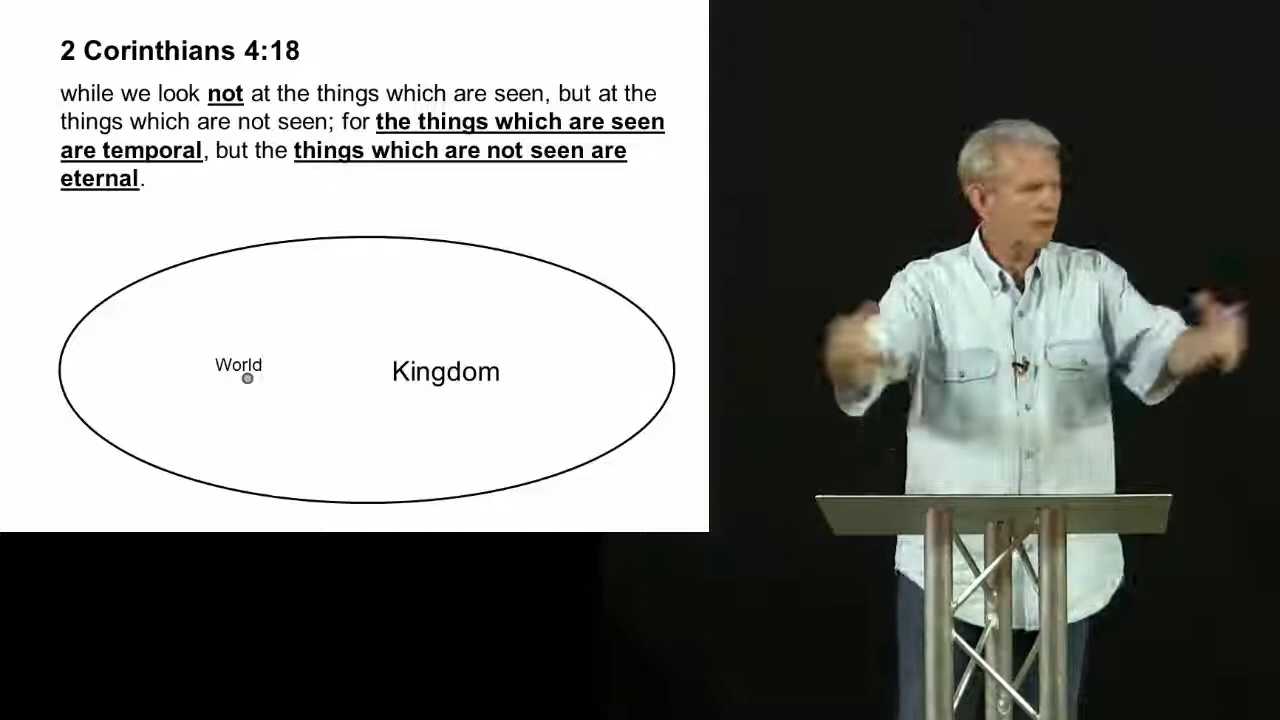 2 Corinthians 4:18
while we look not at the things which are seen, but at the
things which are not seen; for the things which are seen
are temporal, but the things which are not seen are
eternal.
World
Kingdom